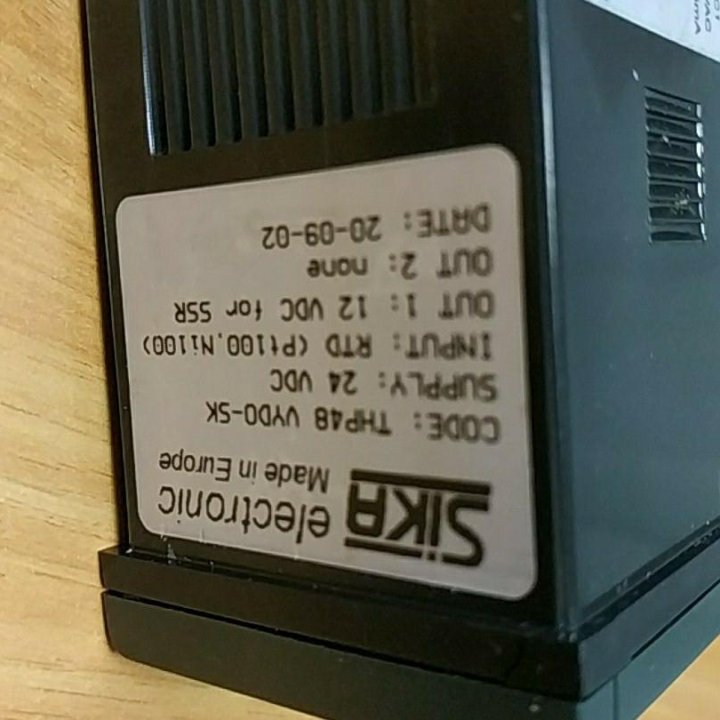 SIKA electronic
Made in Europe
CODE: THP48 VYDO-SK
SUPPLY: 24 VDC
INPUT: RTD (Pt100,Ni100)
OUT 1: 12 VDC for SSR
OUT 2: none
DATE: 20-09-02